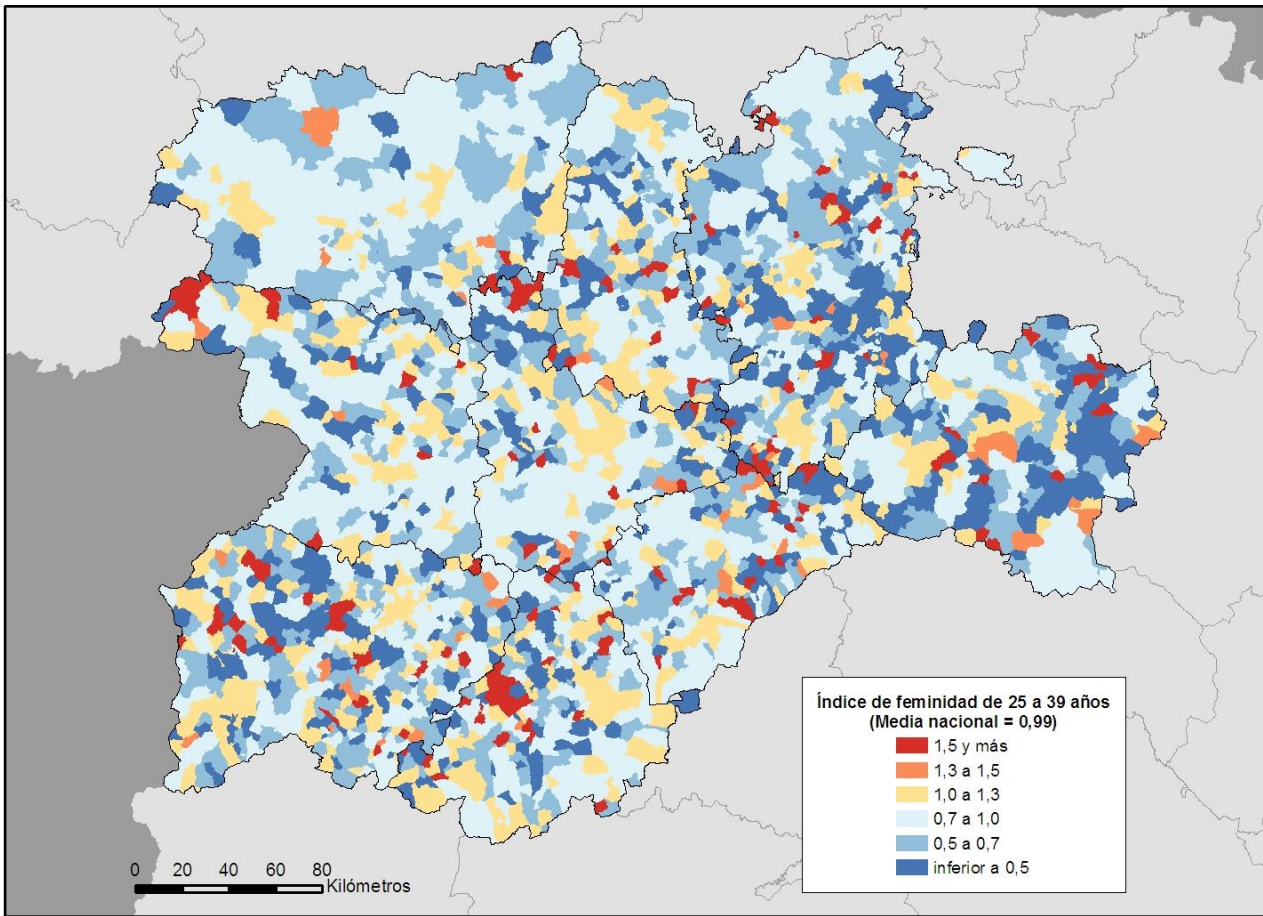 Índice de feminidad de 25 a 39 años
(Media nacional = 0,99)
1,5 y más
1,3 a 1,5
1,0 a 1,3
0,7 a 1,0
0,5 a 0,7
inferior a 0,5
0 20 40 60 80
Kilómetros